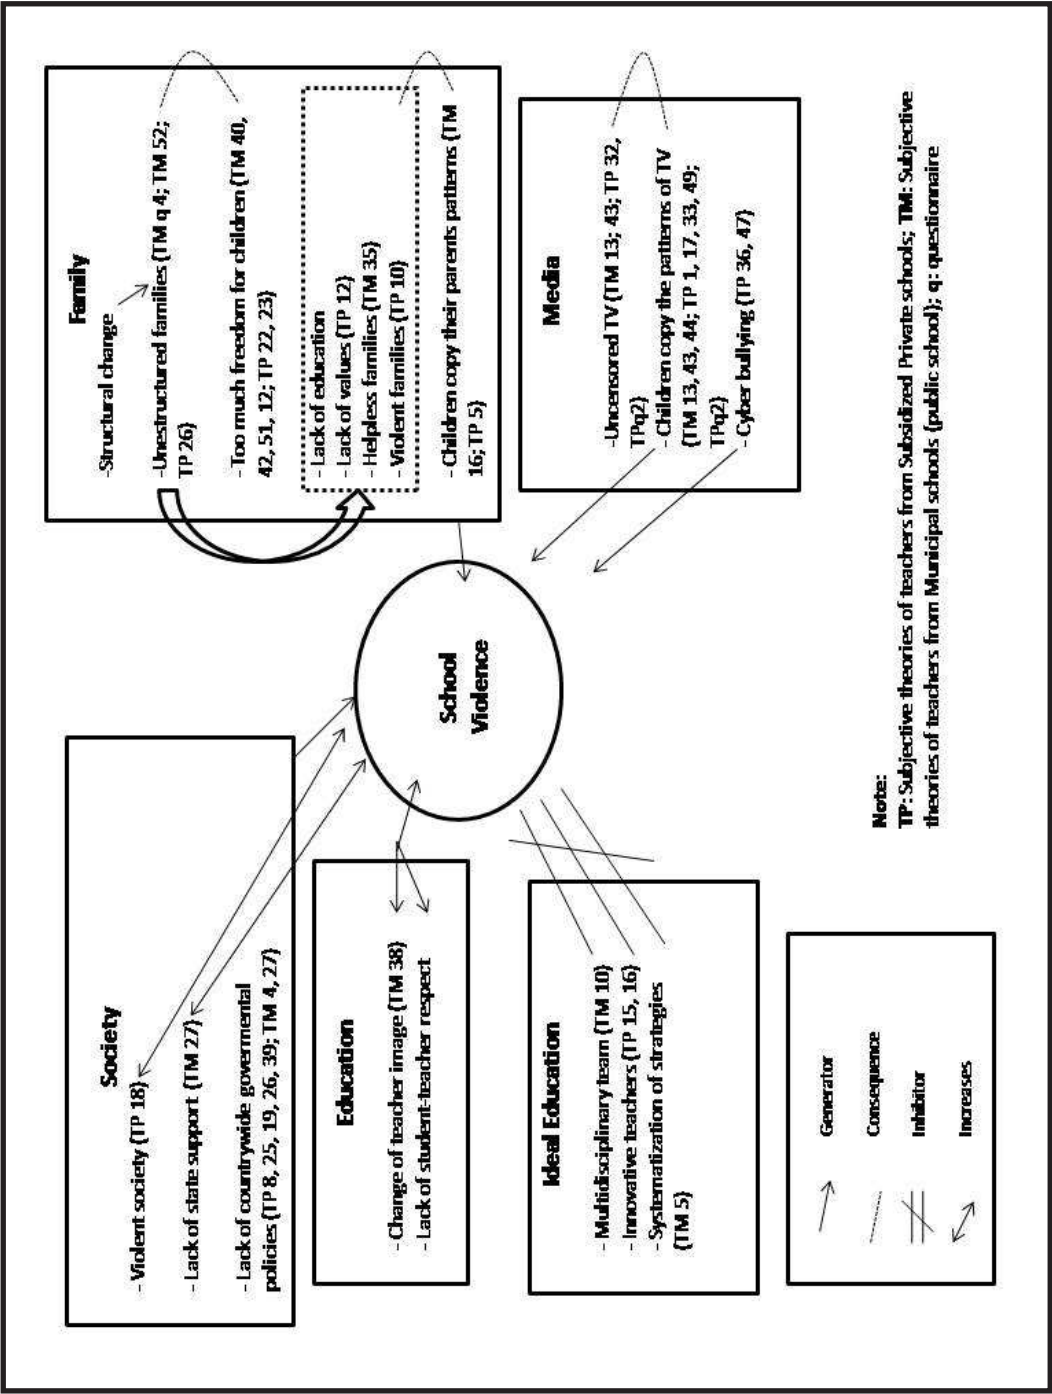 Family
-Structural change
-Unestructured families (TM q 4; TM 52;
TP 26)
- Too much freedom for children (TM 40,
42, 51, 12; TP 22, 23)
- Lack of education
- Lack of values (TP 12)
- Helpless families (TM 35)
- Violent families (TP 10)
- Children copy their parents patterns (TM
16; TP 5)
Society
- Violent society (TP 18)
- Lack of state support (TM 27)
- Lack of countrywide govermental
policies (TP 8, 25, 19, 26, 39; TM 4, 27)
School
Violence
Education
- Change of teacher image (TM 38)
- Lack of student-teacher respect
Media
-Uncensored TV (TM 13; 43; TP 32,
TPq2)
- Children copy the patterns of TV
(TM 13, 43, 44; TP 1, 17, 33, 49;
TPq2)
- Cyber bullying (TP 36, 47)
Ideal Education
- Multidisciplinary team (TM 10)
- Innovative teachers (TP 15, 16)
- Systematization of strategies
(TM 5)
Generator
Consequence
Inhibitor
Increases
Note:
TP: Subjective theories of teachers from Subsidized Private schools; TM: Subjective
theories of teachers from Municipal schools (public school); q: questionnaire